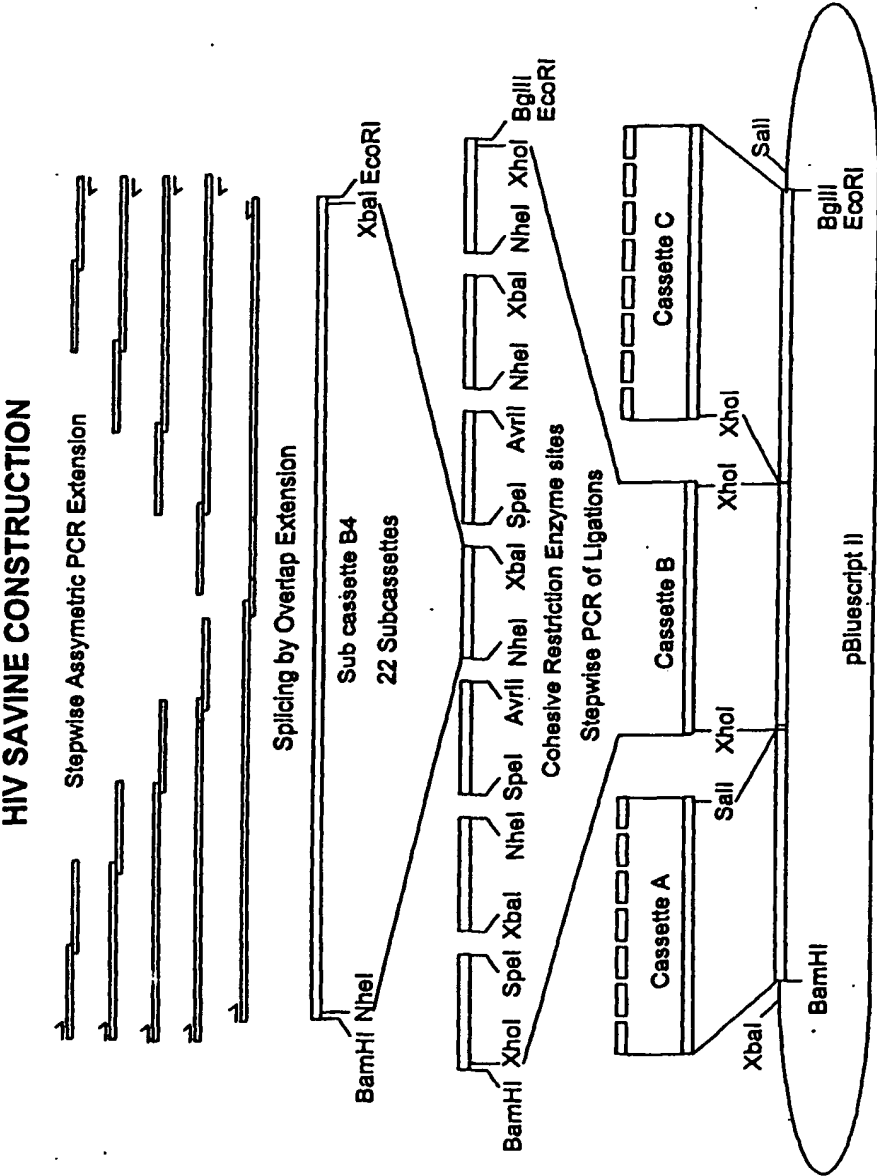 HIV SAVINE CONSTRUCTION
Stepwise Assymetric PCR Extension
Splicing by Overlap Extension
BamHI NheI
XbaI EcoRI
Sub cassette B4
22 Subcassettes
BamHI XhoI SpeI XbaI NheI SpeI AvrII NheI XbaI SpeI AvrII NheI XbaI NheI XhoI BglII
EcoRI
Cohesive Restriction Enzyme sites
Stepwise PCR of Ligations
Cassette A
Cassette B
Cassette C
SalI XhoI XhoI XhoI
XbaI
SalI
BamHI
BglII
EcoRI
pBluescript II